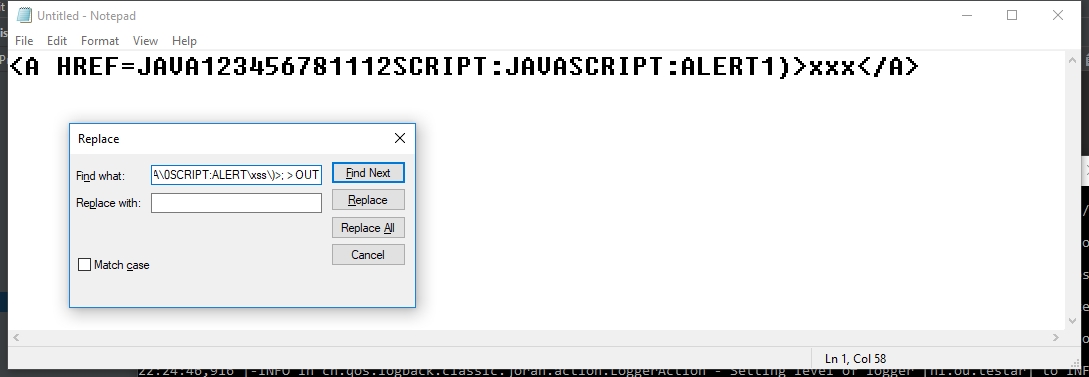 Untitled - Notepad
File Edit Format View Help
<A HREF=JAVA123456781112SCRIPT:JAVASCRIPT:ALERT1)>xxx</A>
Replace
Find what: A\0SCRIPT:ALERT\xss\)>; > OUT
Find Next
Replace with:
Replace
Replace All
Cancel
Match case
Ln 1, Col 58
22:24:46,916 |-INFO in ch.qos.logback.classic.joran.action.LoggerAction - Setting level of logger [nl.ou.testar] to INF